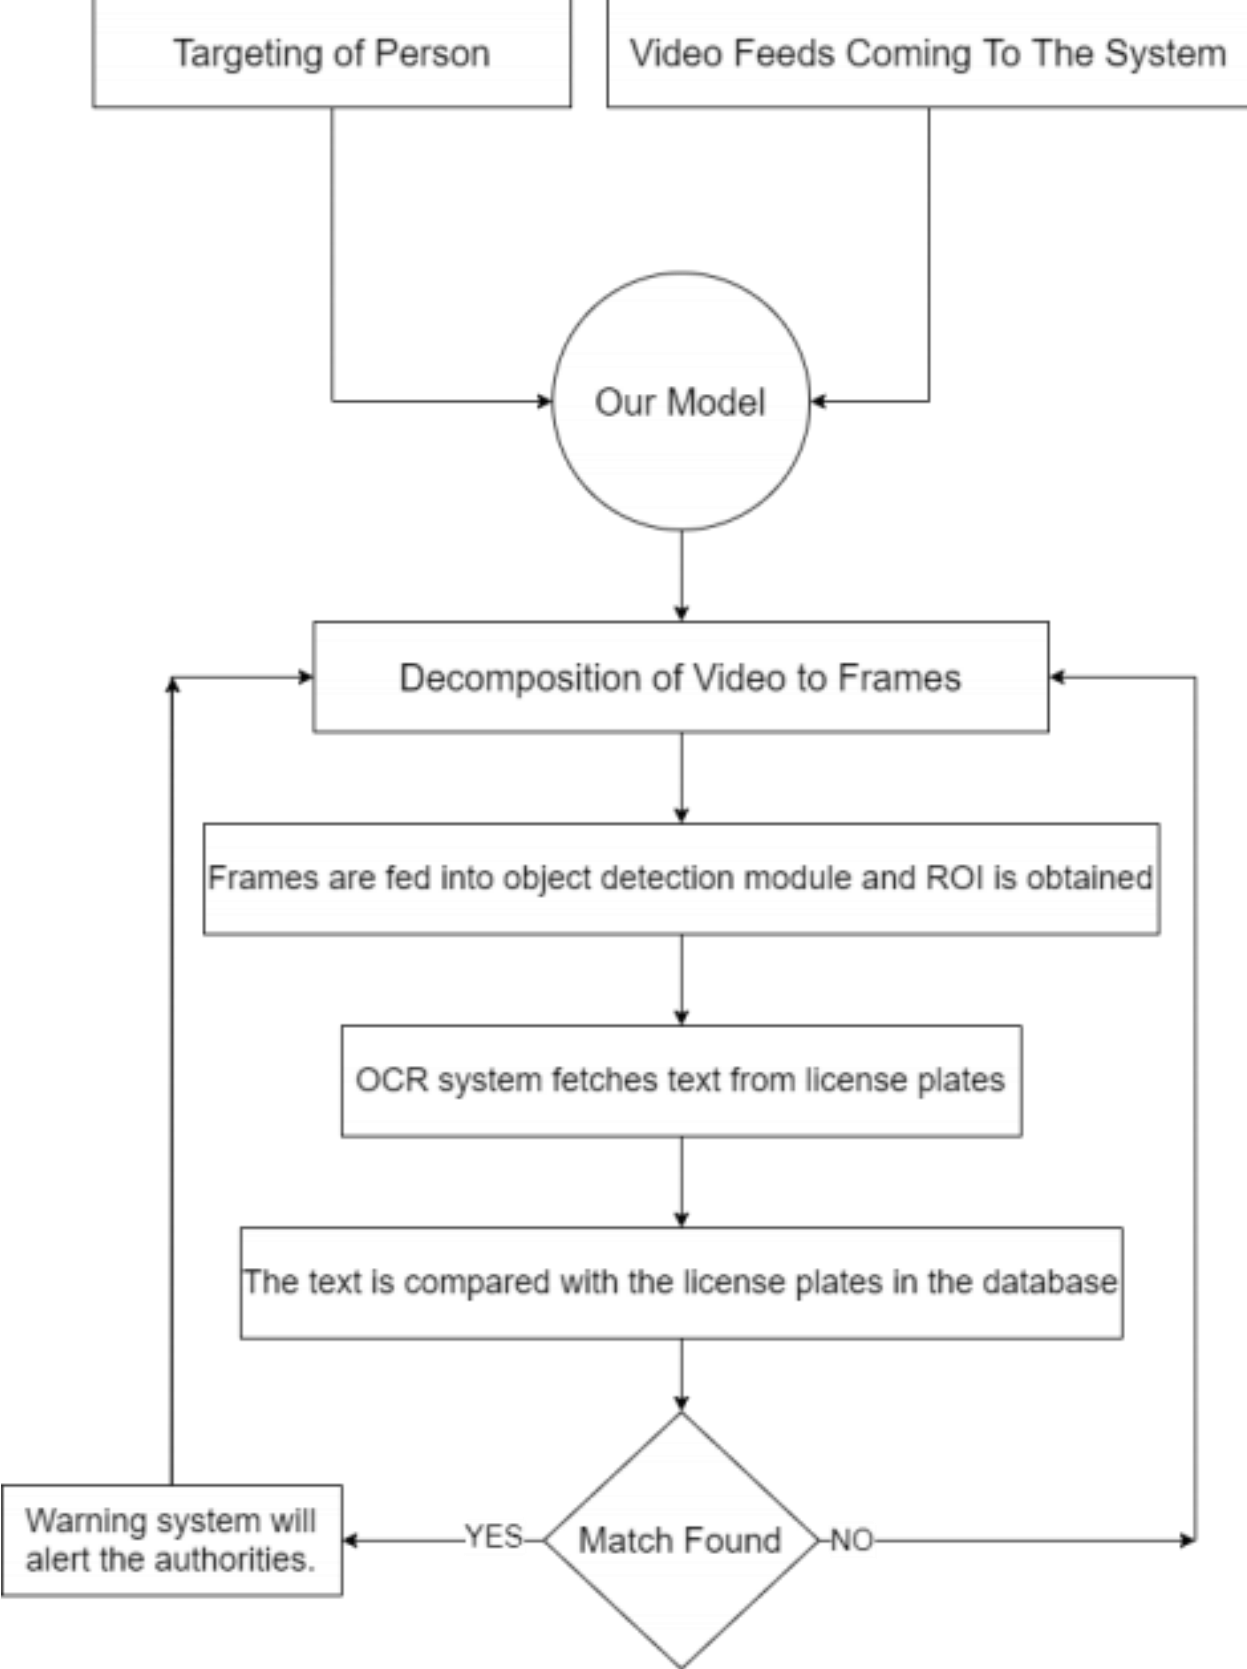 Targeting of Person
Video Feeds Coming To The System
Our Model
Decomposition of Video to Frames
Frames are fed into object detection module and ROI is obtained
OCR system fetches text from license plates
The text is compared with the license plates in the database
Warning system will
alert the authorities.
YES
Match Found
NO